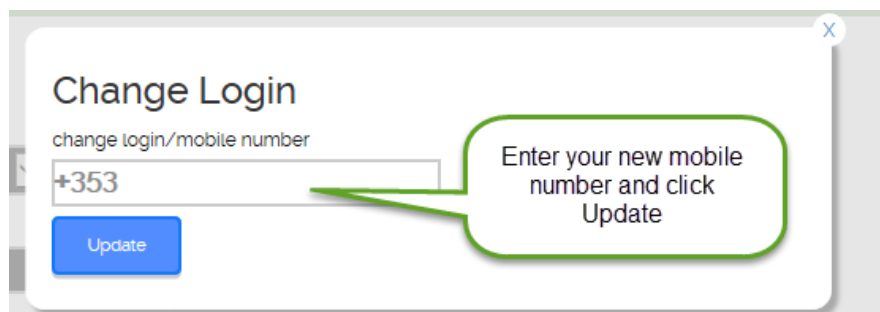 X
Change Login
change login/mobile number
+353
Enter your new mobile
number and click
Update
Update